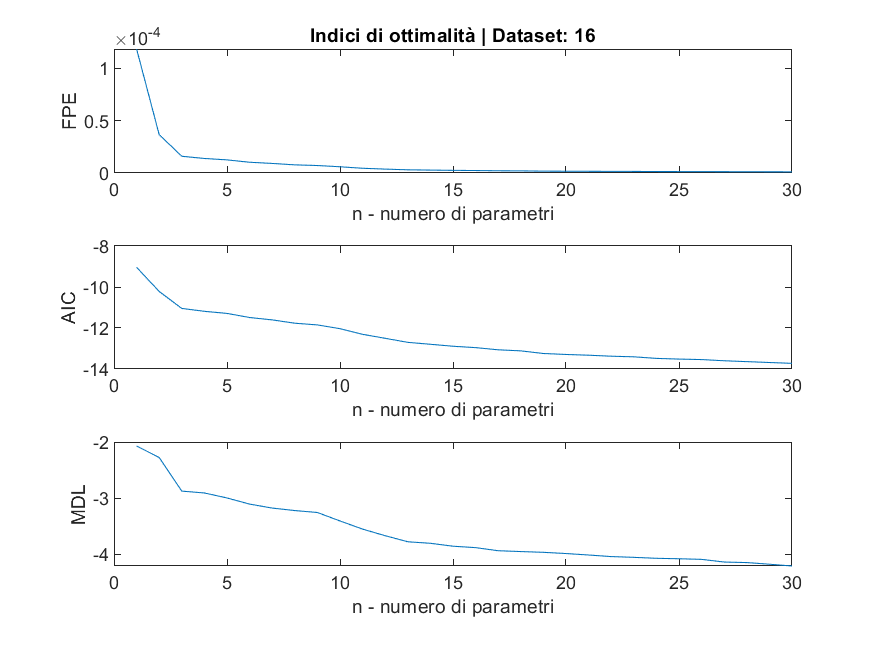 Indici di ottimalità | Dataset: 16
×10-4
1
0.5
0
FPE
0 5 10 15 20 25 30
n - numero di parametri
-8
-10
-12
-14
AIC
0 5 10 15 20 25 30
n - numero di parametri
-2
-3
-4
MDL
0 5 10 15 20 25 30
n - numero di parametri